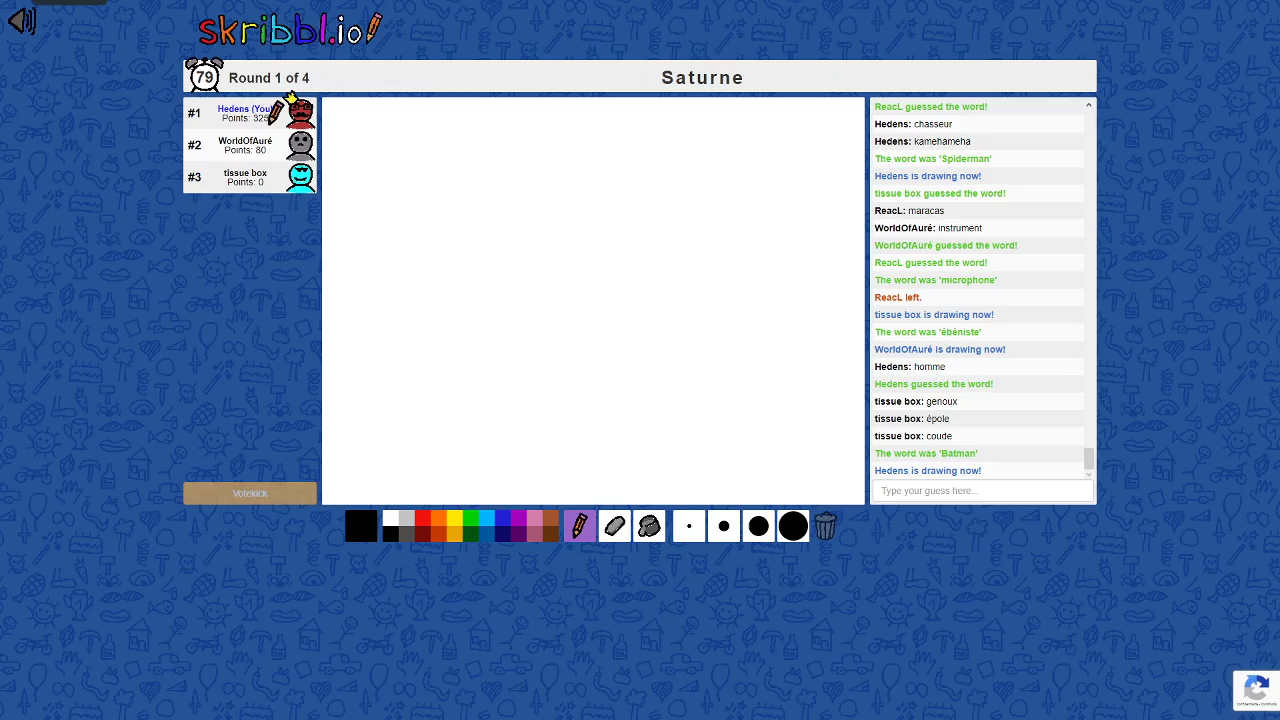 skribbl.io
79
Round 1 of 4
Saturne
#1
Hedens (You)
Points: 325
#2
WorldOfAuré
Points: 80
#3
tissue box
Points: 0
Votekick
ReacL guessed the word!
Hedens: chasseur
Hedens: kamehameha
The word was 'Spiderman'
Hedens is drawing now!
tissue box guessed the word!
ReacL: maracas
WorldOfAuré: instrument
WorldOfAuré guessed the word!
ReacL guessed the word!
The word was 'microphone'
ReacL left.
tissue box is drawing now!
The word was 'ébéniste'
WorldOfAuré is drawing now!
Hedens: homme
Hedens guessed the word!
tissue box: genoux
tissue box: épole
tissue box: coude
The word was 'Batman'
Hedens is drawing now!
Type your guess here...